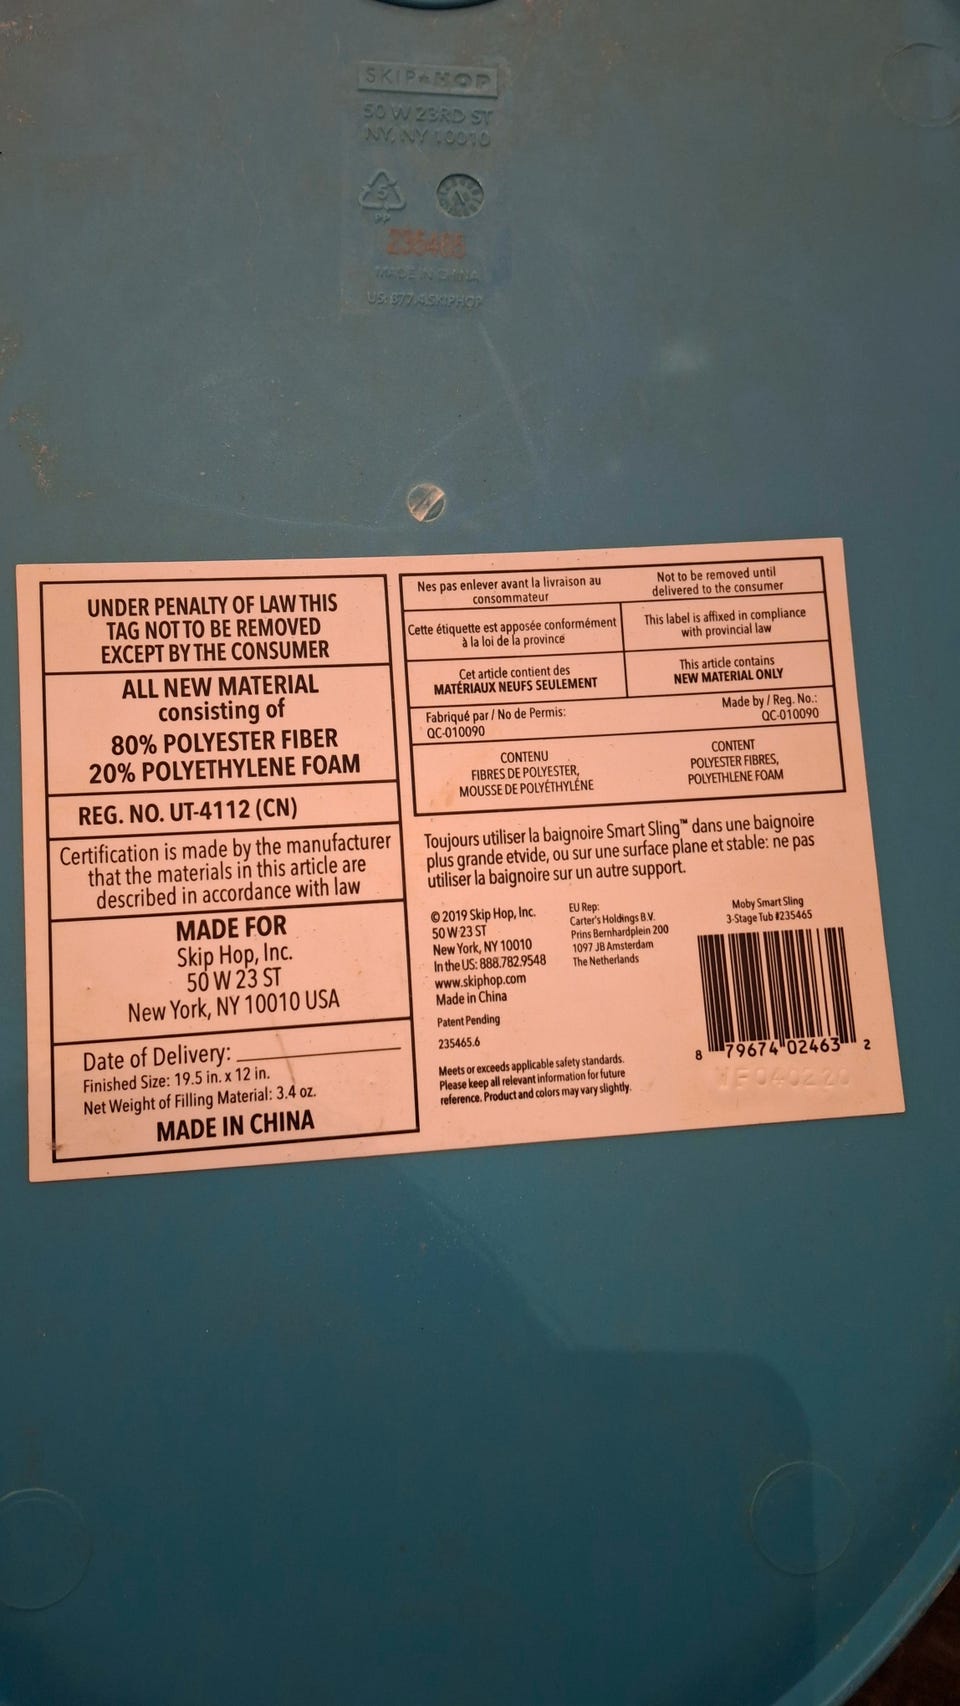 SKIP★HOP
50 W 23RD ST
NY, NY 10010
5
PP
MADE IN CHINA
US: 877.4.SKIPHOP
UNDER PENALTY OF LAW THIS
TAG NOT TO BE REMOVED
EXCEPT BY THE CONSUMER
ALL NEW MATERIAL
consisting of
80% POLYESTER FIBER
20% POLYETHYLENE FOAM
REG. NO. UT-4112 (CN)
Certification is made by the manufacturer
that the materials in this article are
described in accordance with law
MADE FOR
Skip Hop, Inc.
50 W 23 ST
New York, NY 10010 USA
Date of Delivery:
Finished Size: 19.5 in. x 12 in.
Net Weight of Filling Material: 3.4 oz.
MADE IN CHINA
Nes pas enlever avant la livraison au
consommateur
Not to be removed until
delivered to the consumer
Cette étiquette est apposée conformément
à la loi de la province
This label is affixed in compliance
with provincial law
Cet article contient des
MATÉRIAUX NEUFS SEULEMENT
This article contains
NEW MATERIAL ONLY
Fabriqué par / No de Permis:
QC-010090
Made by / Reg. No.:
QC-010090
CONTENU
FIBRES DE POLYESTER,
MOUSSE DE POLYÉTHYLÉNE
CONTENT
POLYESTER FIBRES,
POLYETHLENE FOAM
Toujours utiliser la baignoire Smart Sling™ dans une baignoire
plus grande etvide, ou sur une surface plane et stable: ne pas
utiliser la baignoire sur un autre support.
© 2019 Skip Hop, Inc.
50 W 23 ST
New York, NY 10010
In the US: 888.782.9548
www.skiphop.com
Made in China
Patent Pending
235465.6
Meets or exceeds applicable safety standards.
Please keep all relevant information for future
reference. Product and colors may vary slightly.
EU Rep:
Carter's Holdings B.V.
Prins Bernhardplein 200
1097 JB Amsterdam
The Netherlands
Moby Smart Sling
3-Stage Tub #235465
8 79674 02463 2